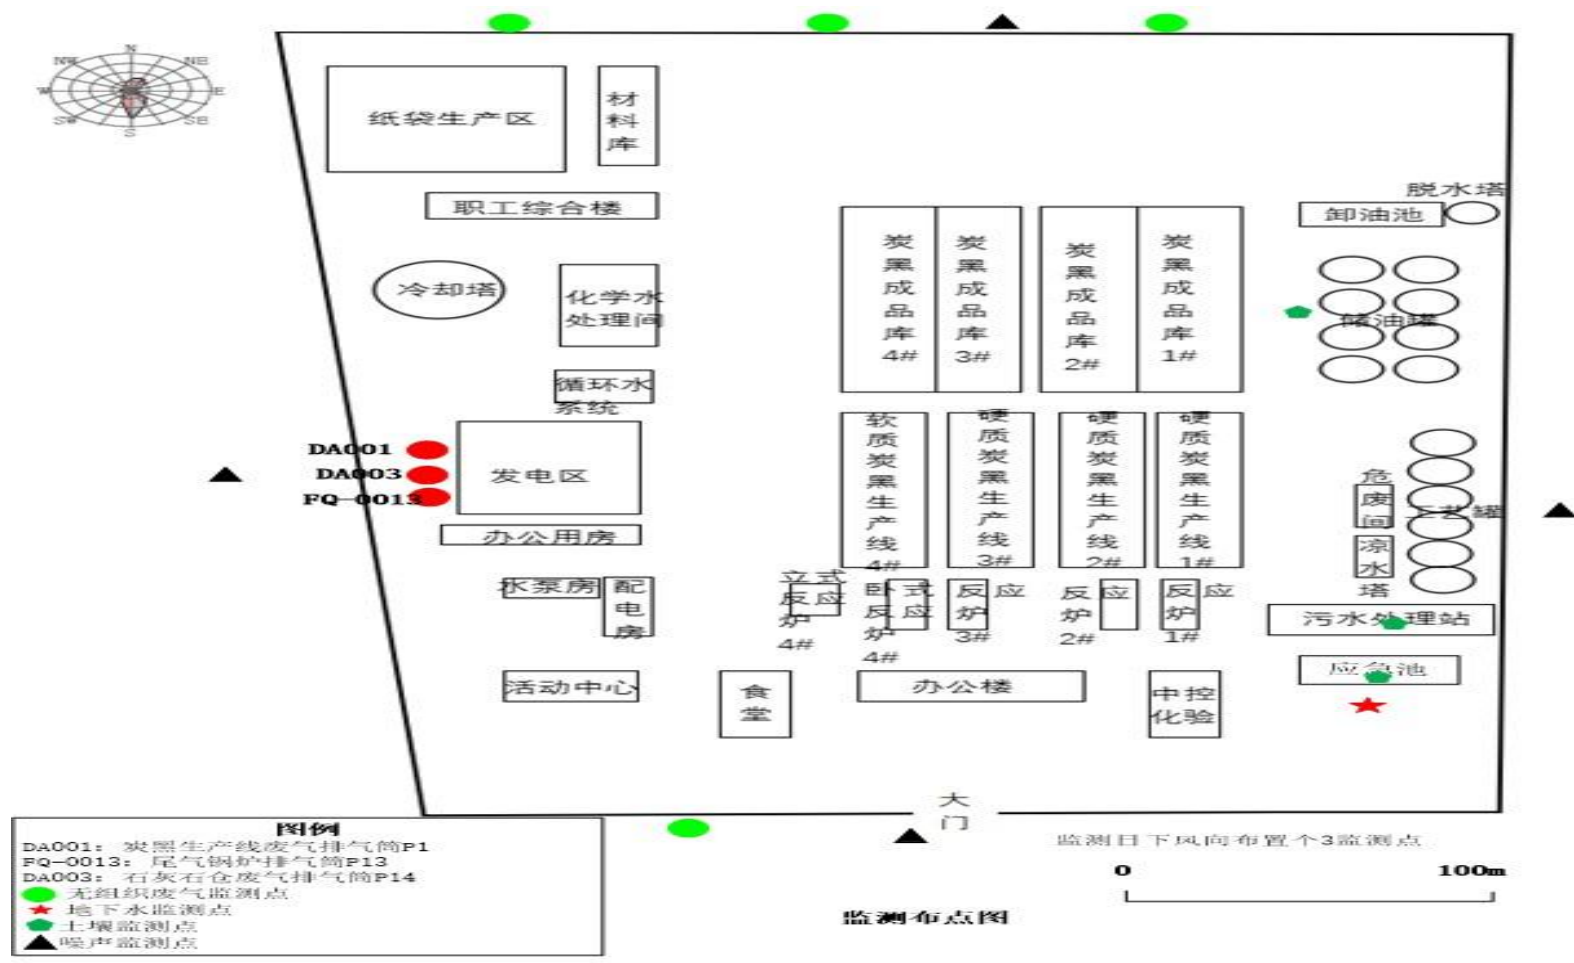 N
NW
NE
W
E
SW
SE
S
纸袋生产区
材料库
职工综合楼
脱水塔
卸油池
冷却塔
化学水
处理间
炭黑成品库4#
炭黑成品库3#
炭黑成品库2#
炭黑成品库1#
储油罐
循环水
系统
DA001
DA003
FQ-0013
发电区
软质炭黑生产线4#
硬质炭黑生产线3#
硬质炭黑生产线2#
硬质炭黑生产线1#
危废间
工艺罐
凉水塔
办公用房
水泵房
配电房
立式反应炉4#
卧式反应炉4#
反应炉3#
反应炉2#
反应炉1#
污水处理站
应急池
活动中心
食堂
办公楼
中控
化验
大门
图例
DA001：炭黑生产线废气排气筒P1
FQ-0013：尾气锅炉排气筒P13
DA003：石灰石仓废气排气筒P14
无组织废气监测点
地下水监测点
土壤监测点
噪声监测点
监测日下风向布置个3监测点
0
100m
监测布点图